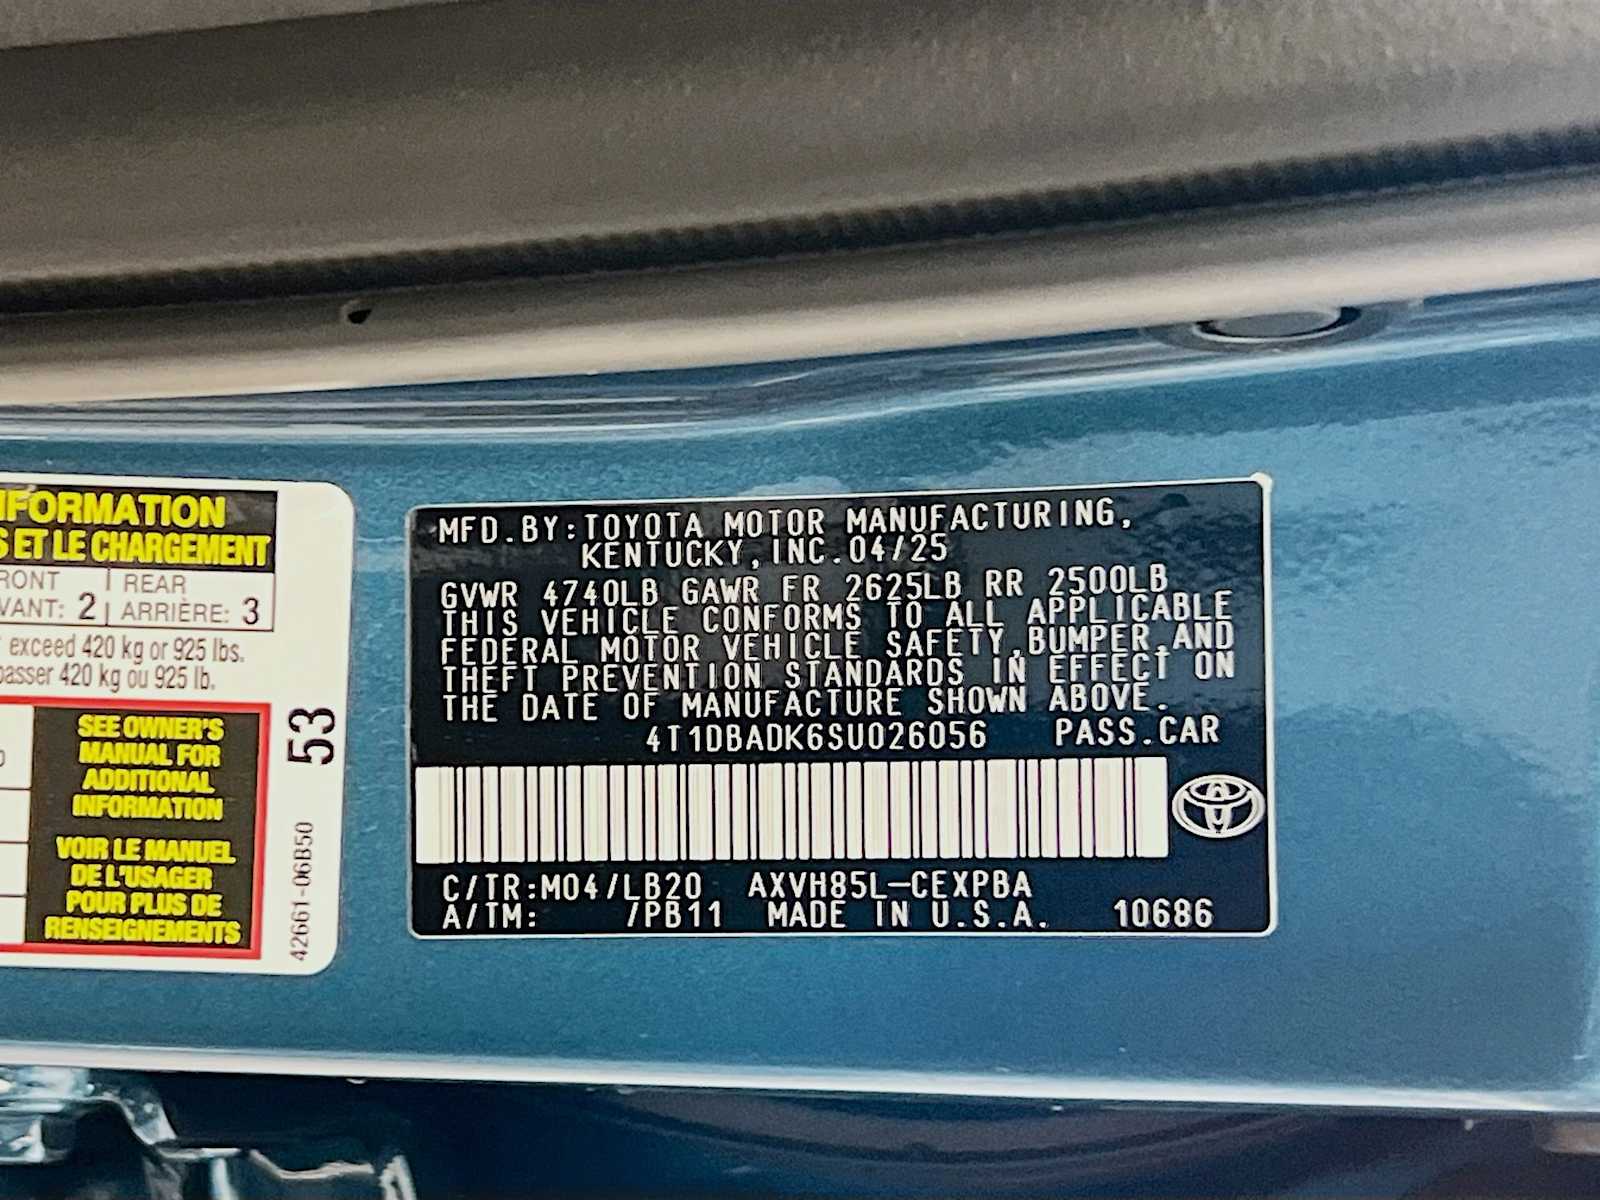 NFORMATION
S ET LE CHARGEMENT
RONT REAR
VANT: 2 ARRIÈRE: 3
exceed 420 kg or 925 lbs.
passer 420 kg ou 925 lb.
SEE OWNER'S
MANUAL FOR
ADDITIONAL
INFORMATION
VOIR LE MANUEL
DE L'USAGER
POUR PLUS DE
RENSEIGNEMENTS
53
42661-06B50
MFD.BY:TOYOTA MOTOR MANUFACTURING,
KENTUCKY,INC.04/25
GVWR 4740LB GAWR FR 2625LB RR 2500LB
THIS VEHICLE CONFORMS TO ALL APPLICABLE
FEDERAL MOTOR VEHICLE SAFETY,BUMPER,AND
THEFT PREVENTION STANDARDS IN EFFECT ON
THE DATE OF MANUFACTURE SHOWN ABOVE.
4T1DBADK6SU026056 PASS.CAR
C/TR:M04/LB20 AXVH85L-CEXPBA
A/TM: /PB11 MADE IN U.S.A. 10686